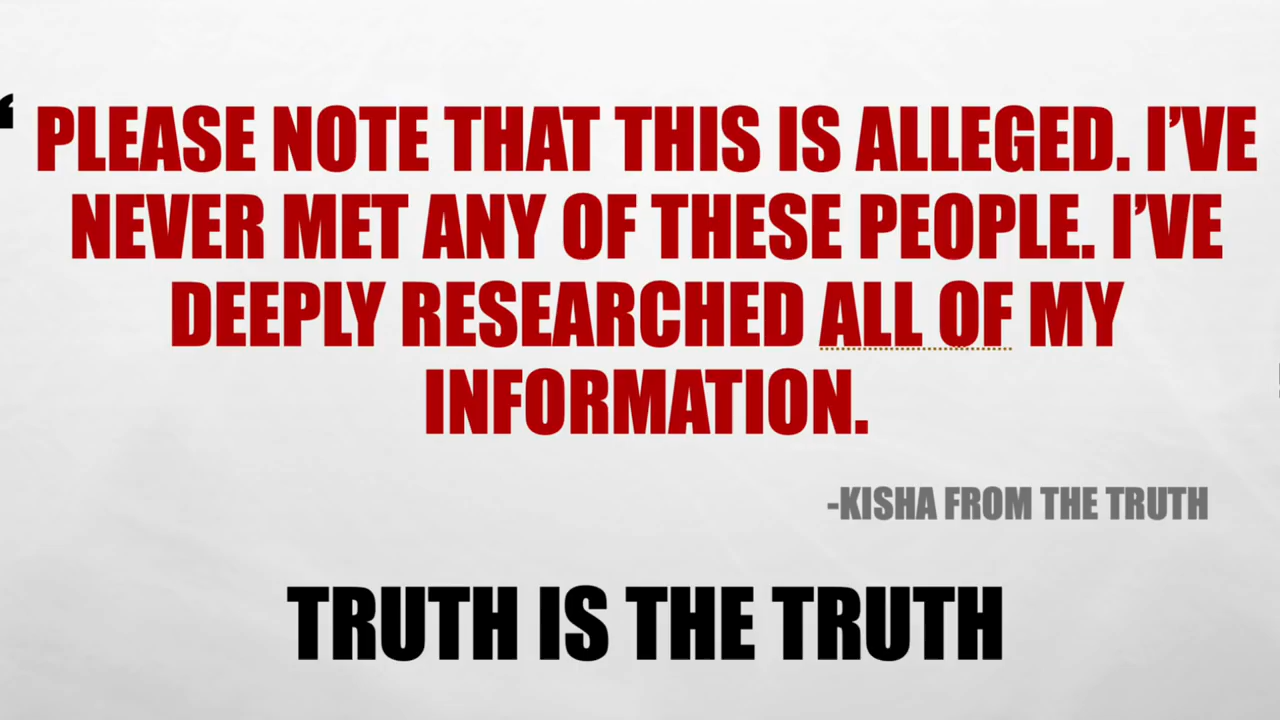 ‘ PLEASE NOTE THAT THIS IS ALLEGED. I’VE
NEVER MET ANY OF THESE PEOPLE. I’VE
DEEPLY RESEARCHED ALL OF MY
INFORMATION.
-KISHA FROM THE TRUTH
TRUTH IS THE TRUTH